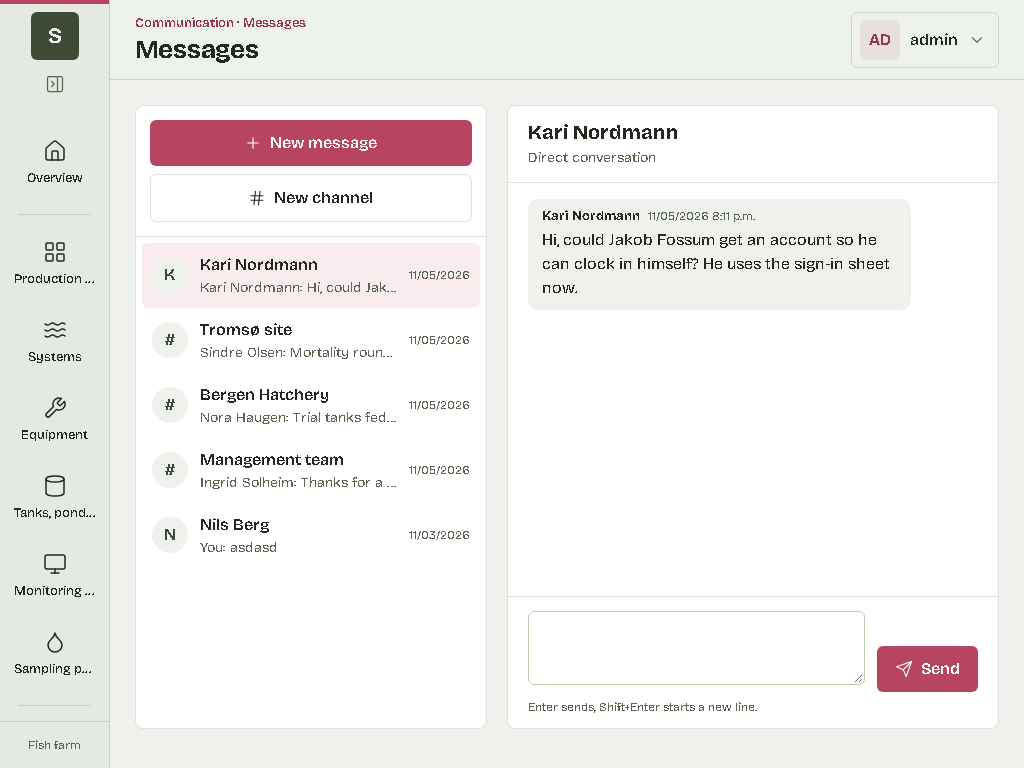 S
Overview
Production ...
Systems
Equipment
Tanks, pond...
Monitoring ...
Sampling p...
Fish farm
Communication · Messages
Messages
AD admin
New message
# New channel
K
Kari Nordmann
11/05/2026
Kari Nordmann: Hi, could Jak...
#
Tromsø site
11/05/2026
Sindre Olsen: Mortality roun...
#
Bergen Hatchery
11/05/2026
Nora Haugen: Trial tanks fed...
#
Management team
11/05/2026
Ingrid Solheim: Thanks for a ...
N
Nils Berg
11/03/2026
You: asdasd
Kari Nordmann
Direct conversation
Kari Nordmann 11/05/2026 8:11 p.m.
Hi, could Jakob Fossum get an account so he
can clock in himself? He uses the sign-in sheet
now.
Send
Enter sends, Shift+Enter starts a new line.